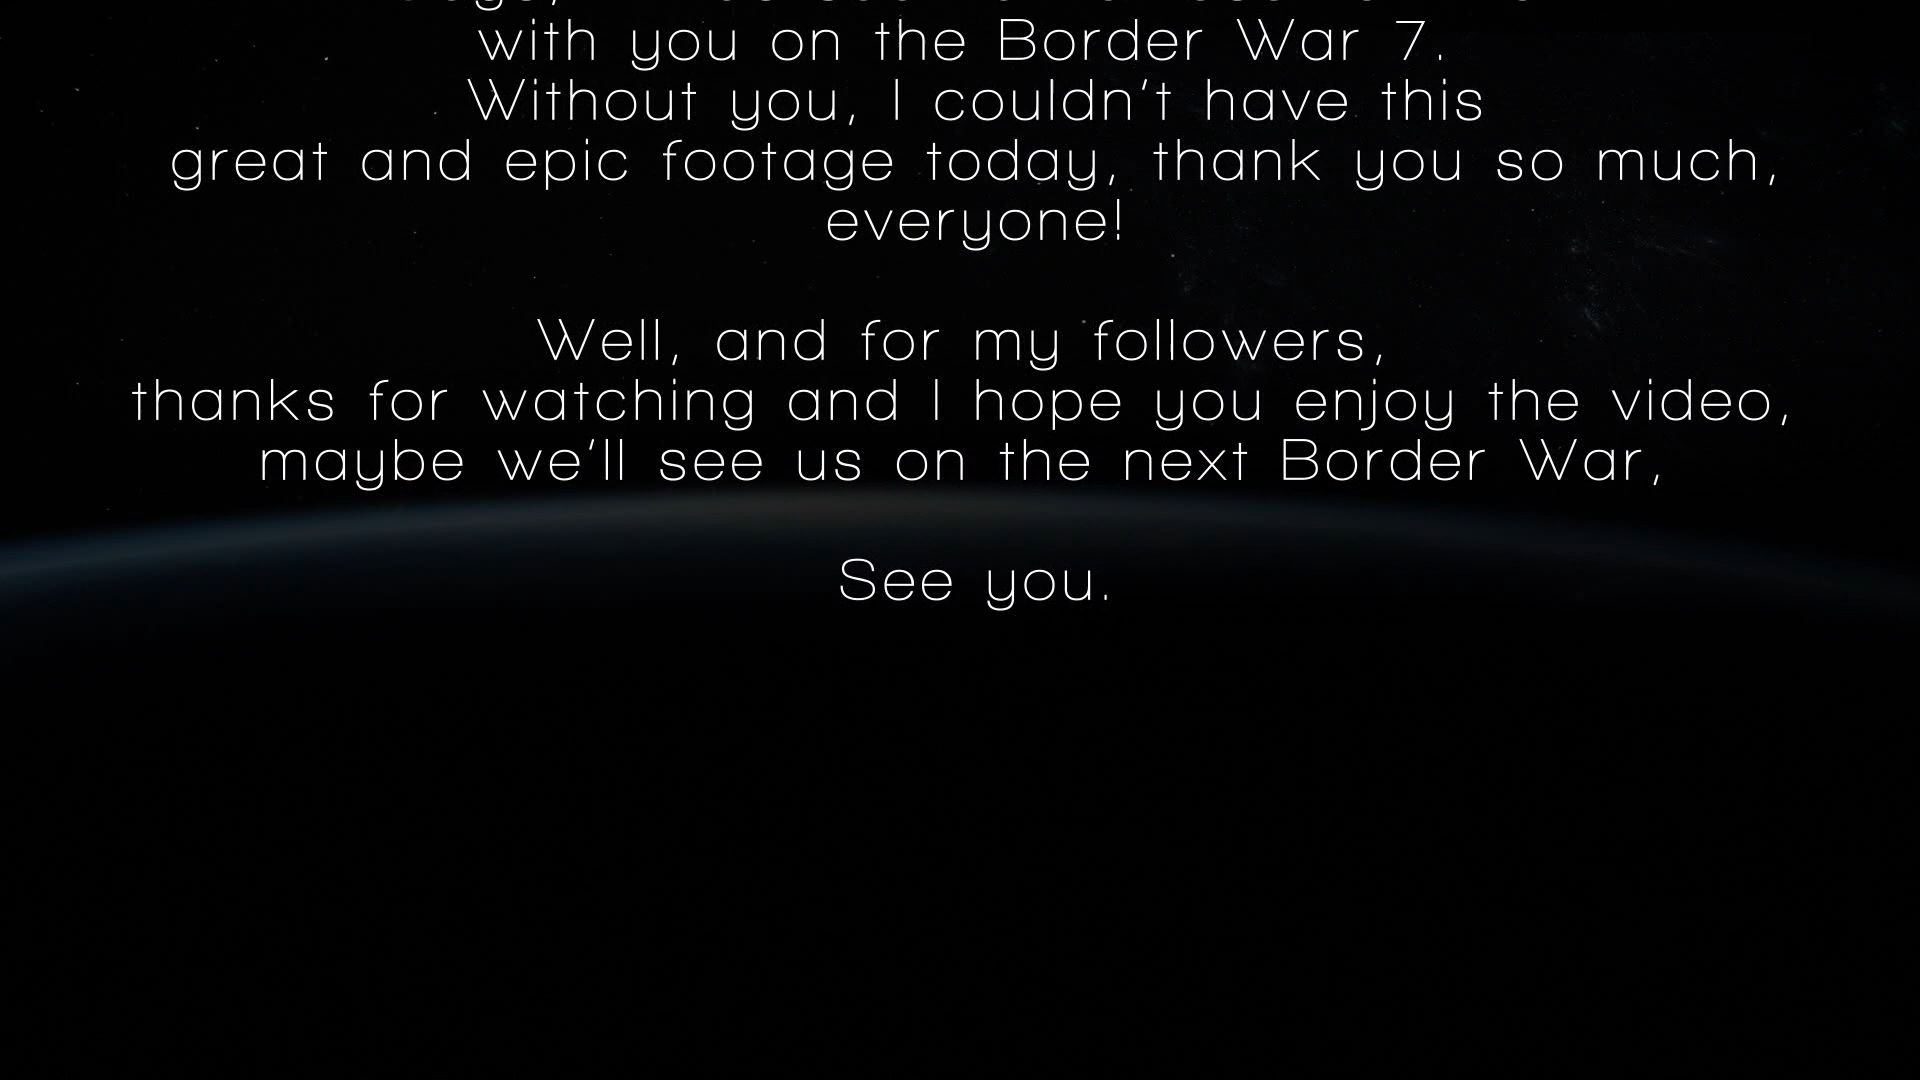 with you on the Border War 7.
Without you, I couldn't have this
great and epic footage today, thank you so much,
everyone!
Well, and for my followers,
thanks for watching and I hope you enjoy the video,
maybe we'll see us on the next Border War,
See you.